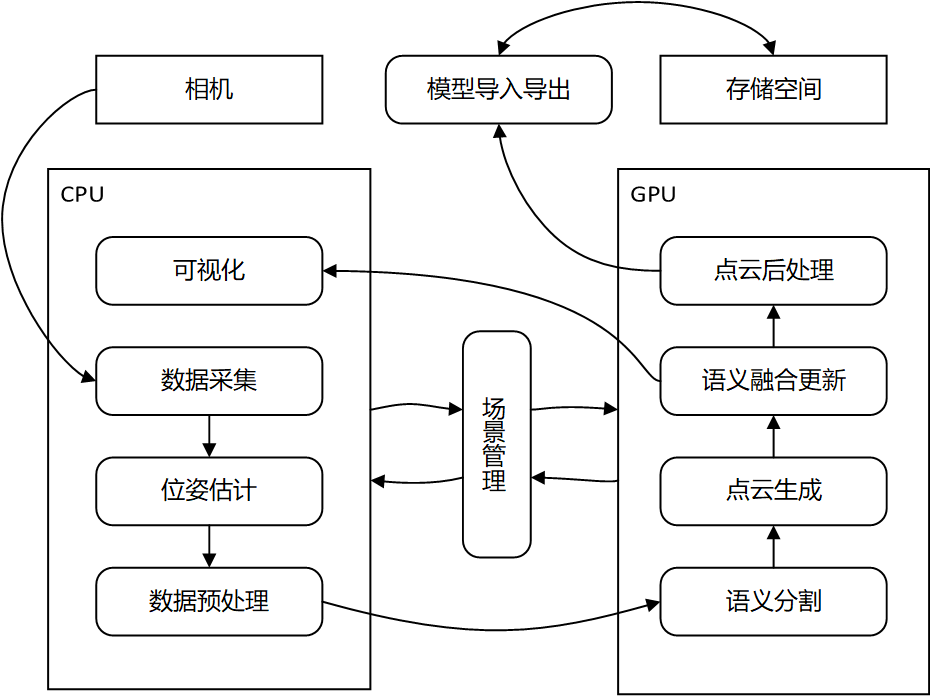 相机
模型导入导出
存储空间
CPU
可视化
数据采集
位姿估计
数据预处理
场景管理
GPU
点云后处理
语义融合更新
点云生成
语义分割